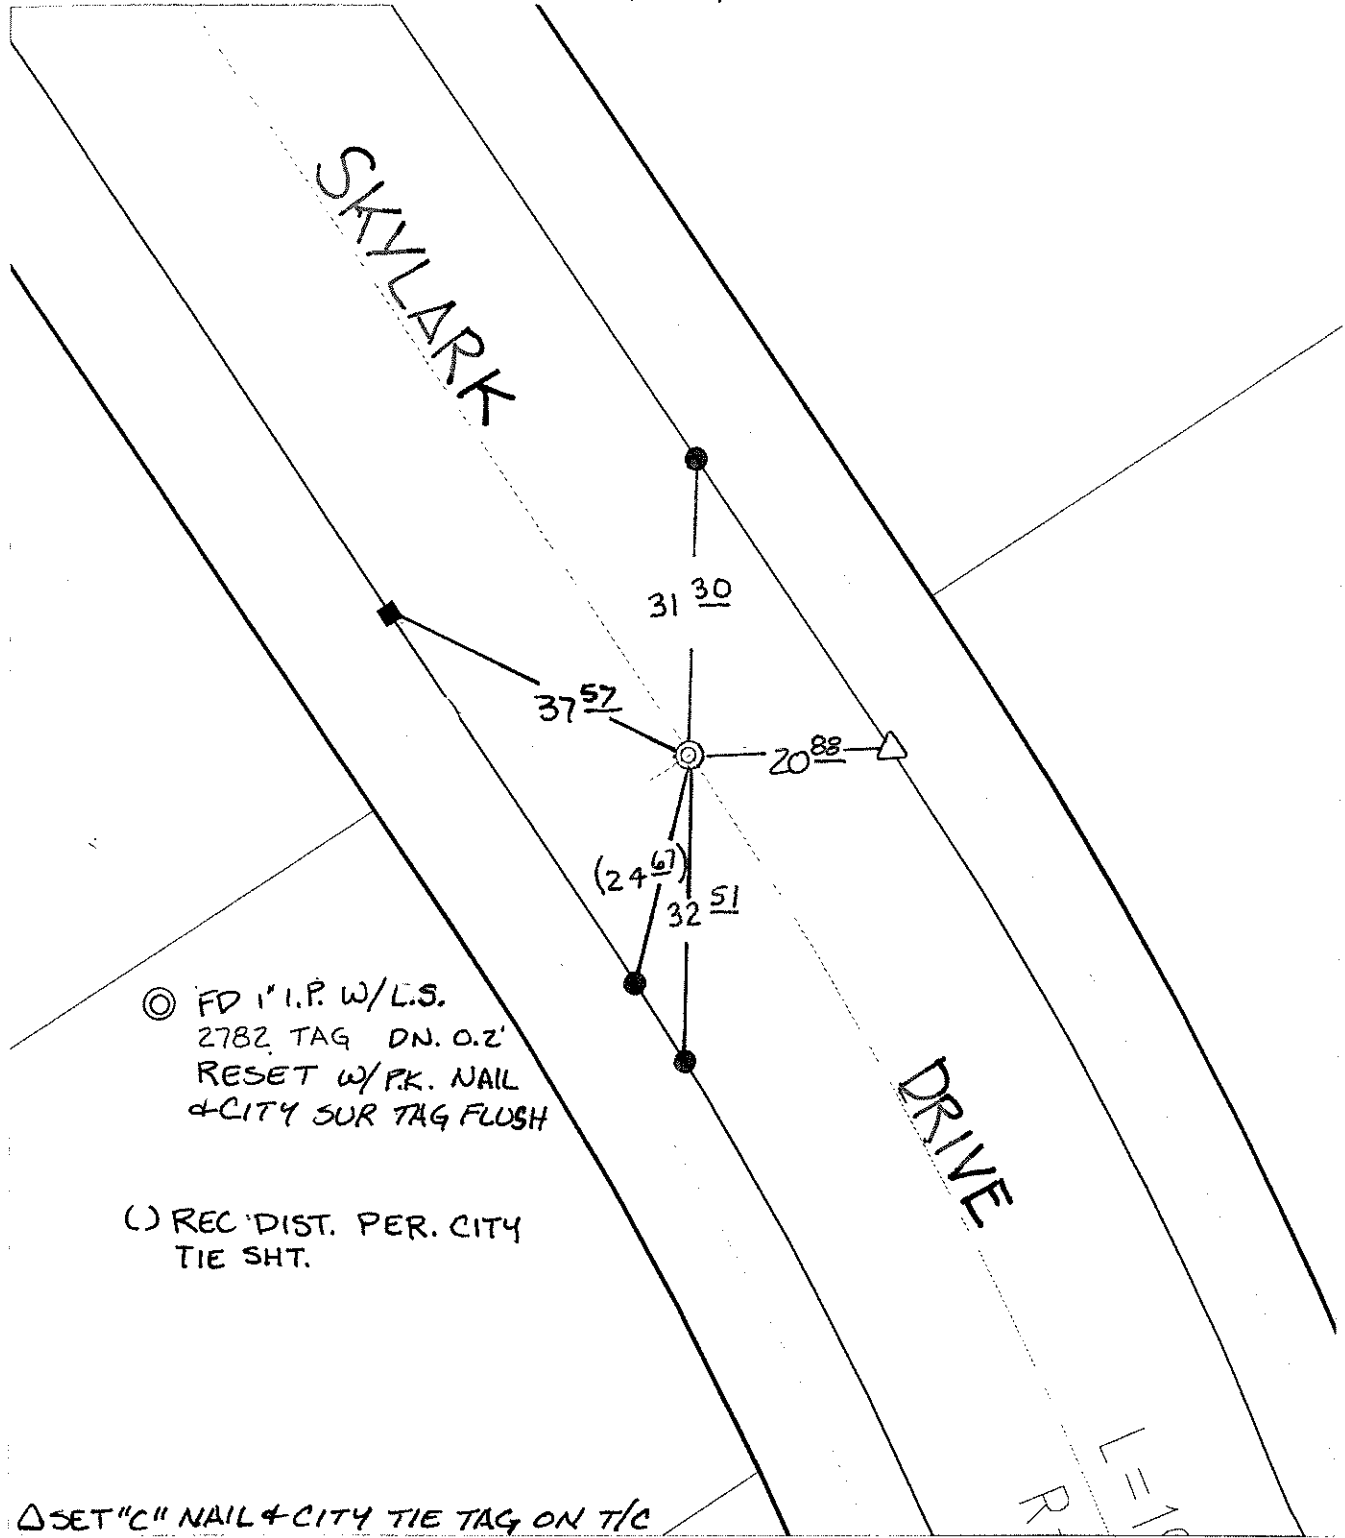 SKYLARK
31 30
37 57
20 88
(24 67)
32 51
FD 1" I.P. W/ L.S.
2782 TAG DN. 0.2'
RESET W/ P.K. NAIL
& CITY SUR TAG FLUSH
DRIVE
() REC DIST. PER. CITY
TIE SHT.
△ SET "C" NAIL & CITY TIE TAG ON T/C